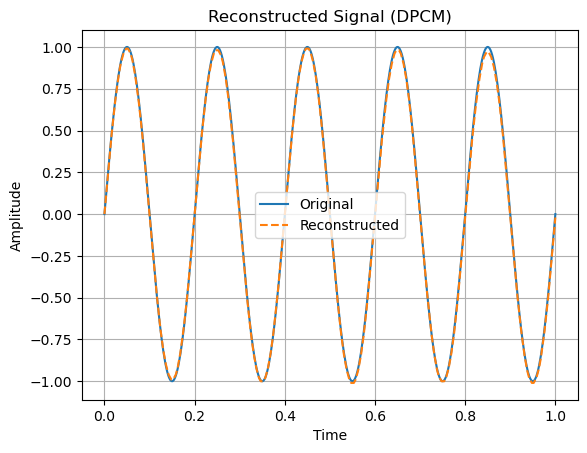 Reconstructed Signal (DPCM)
1.00
0.75
0.50
0.25
0.00
−0.25
−0.50
−0.75
−1.00
Amplitude
Original
Reconstructed
0.0 0.2 0.4 0.6 0.8 1.0
Time